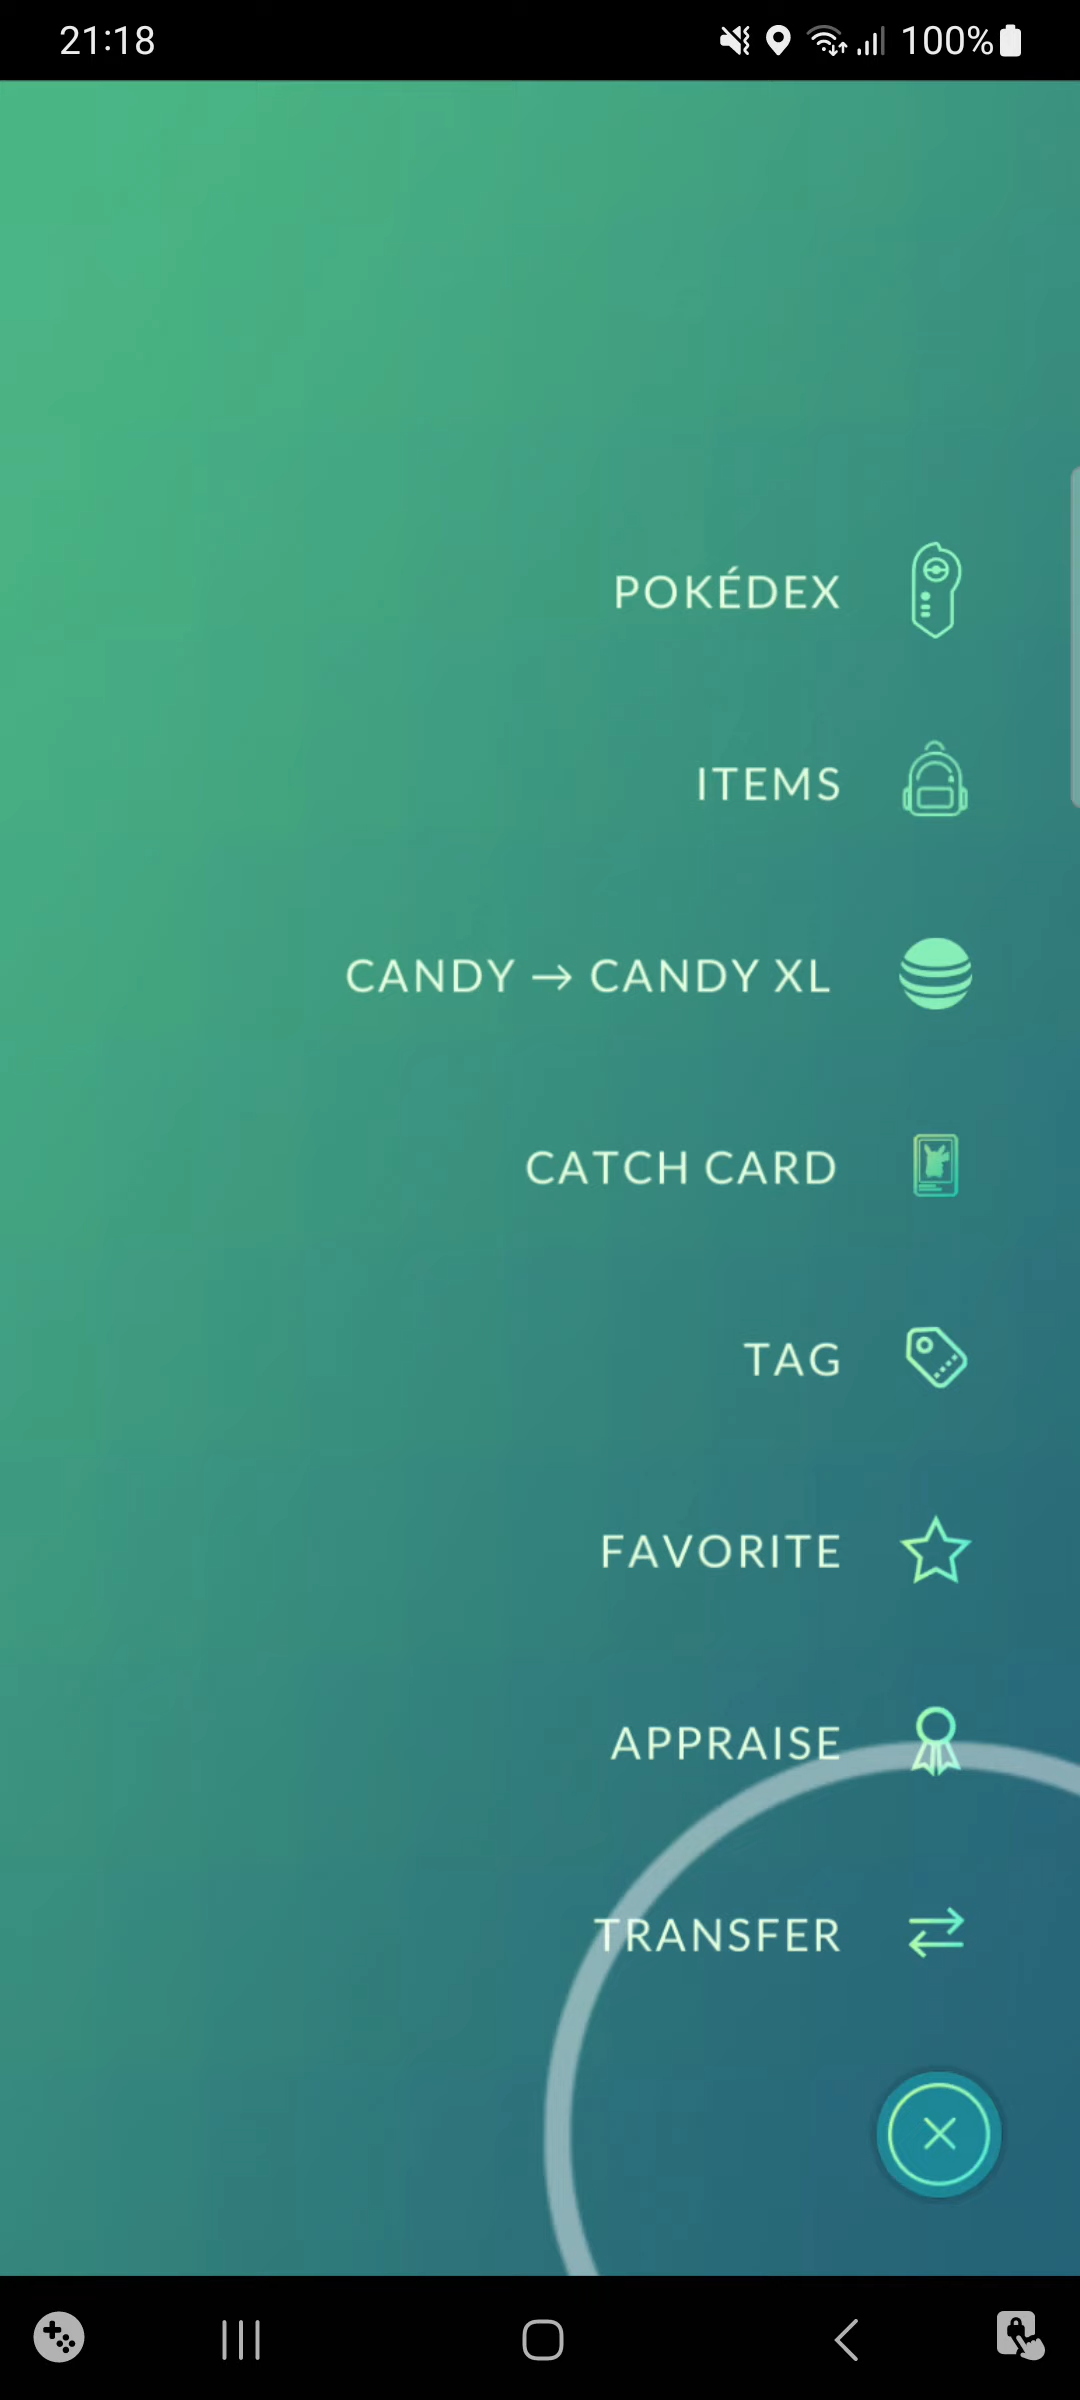 21:18
100%
POKÉDEX
ITEMS
CANDY → CANDY XL
CATCH CARD
TAG
FAVORITE
APPRAISE
TRANSFER